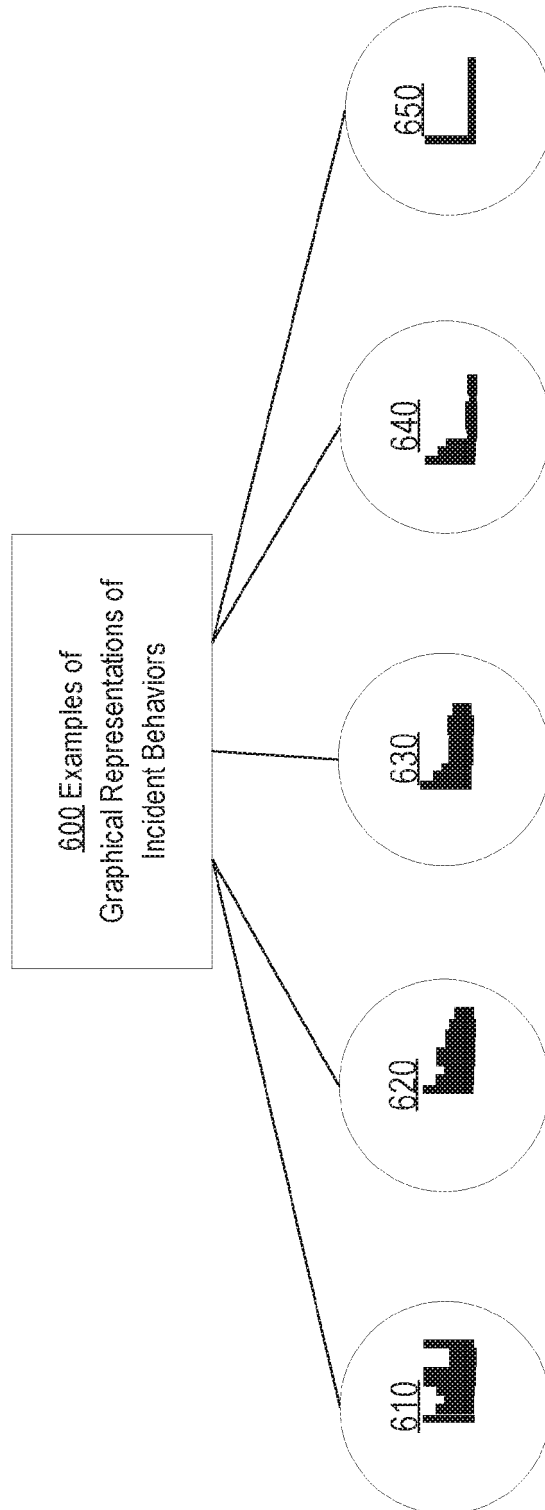 600 Examples of
Graphical Representations of
Incident Behaviors
610
620
630
640
650